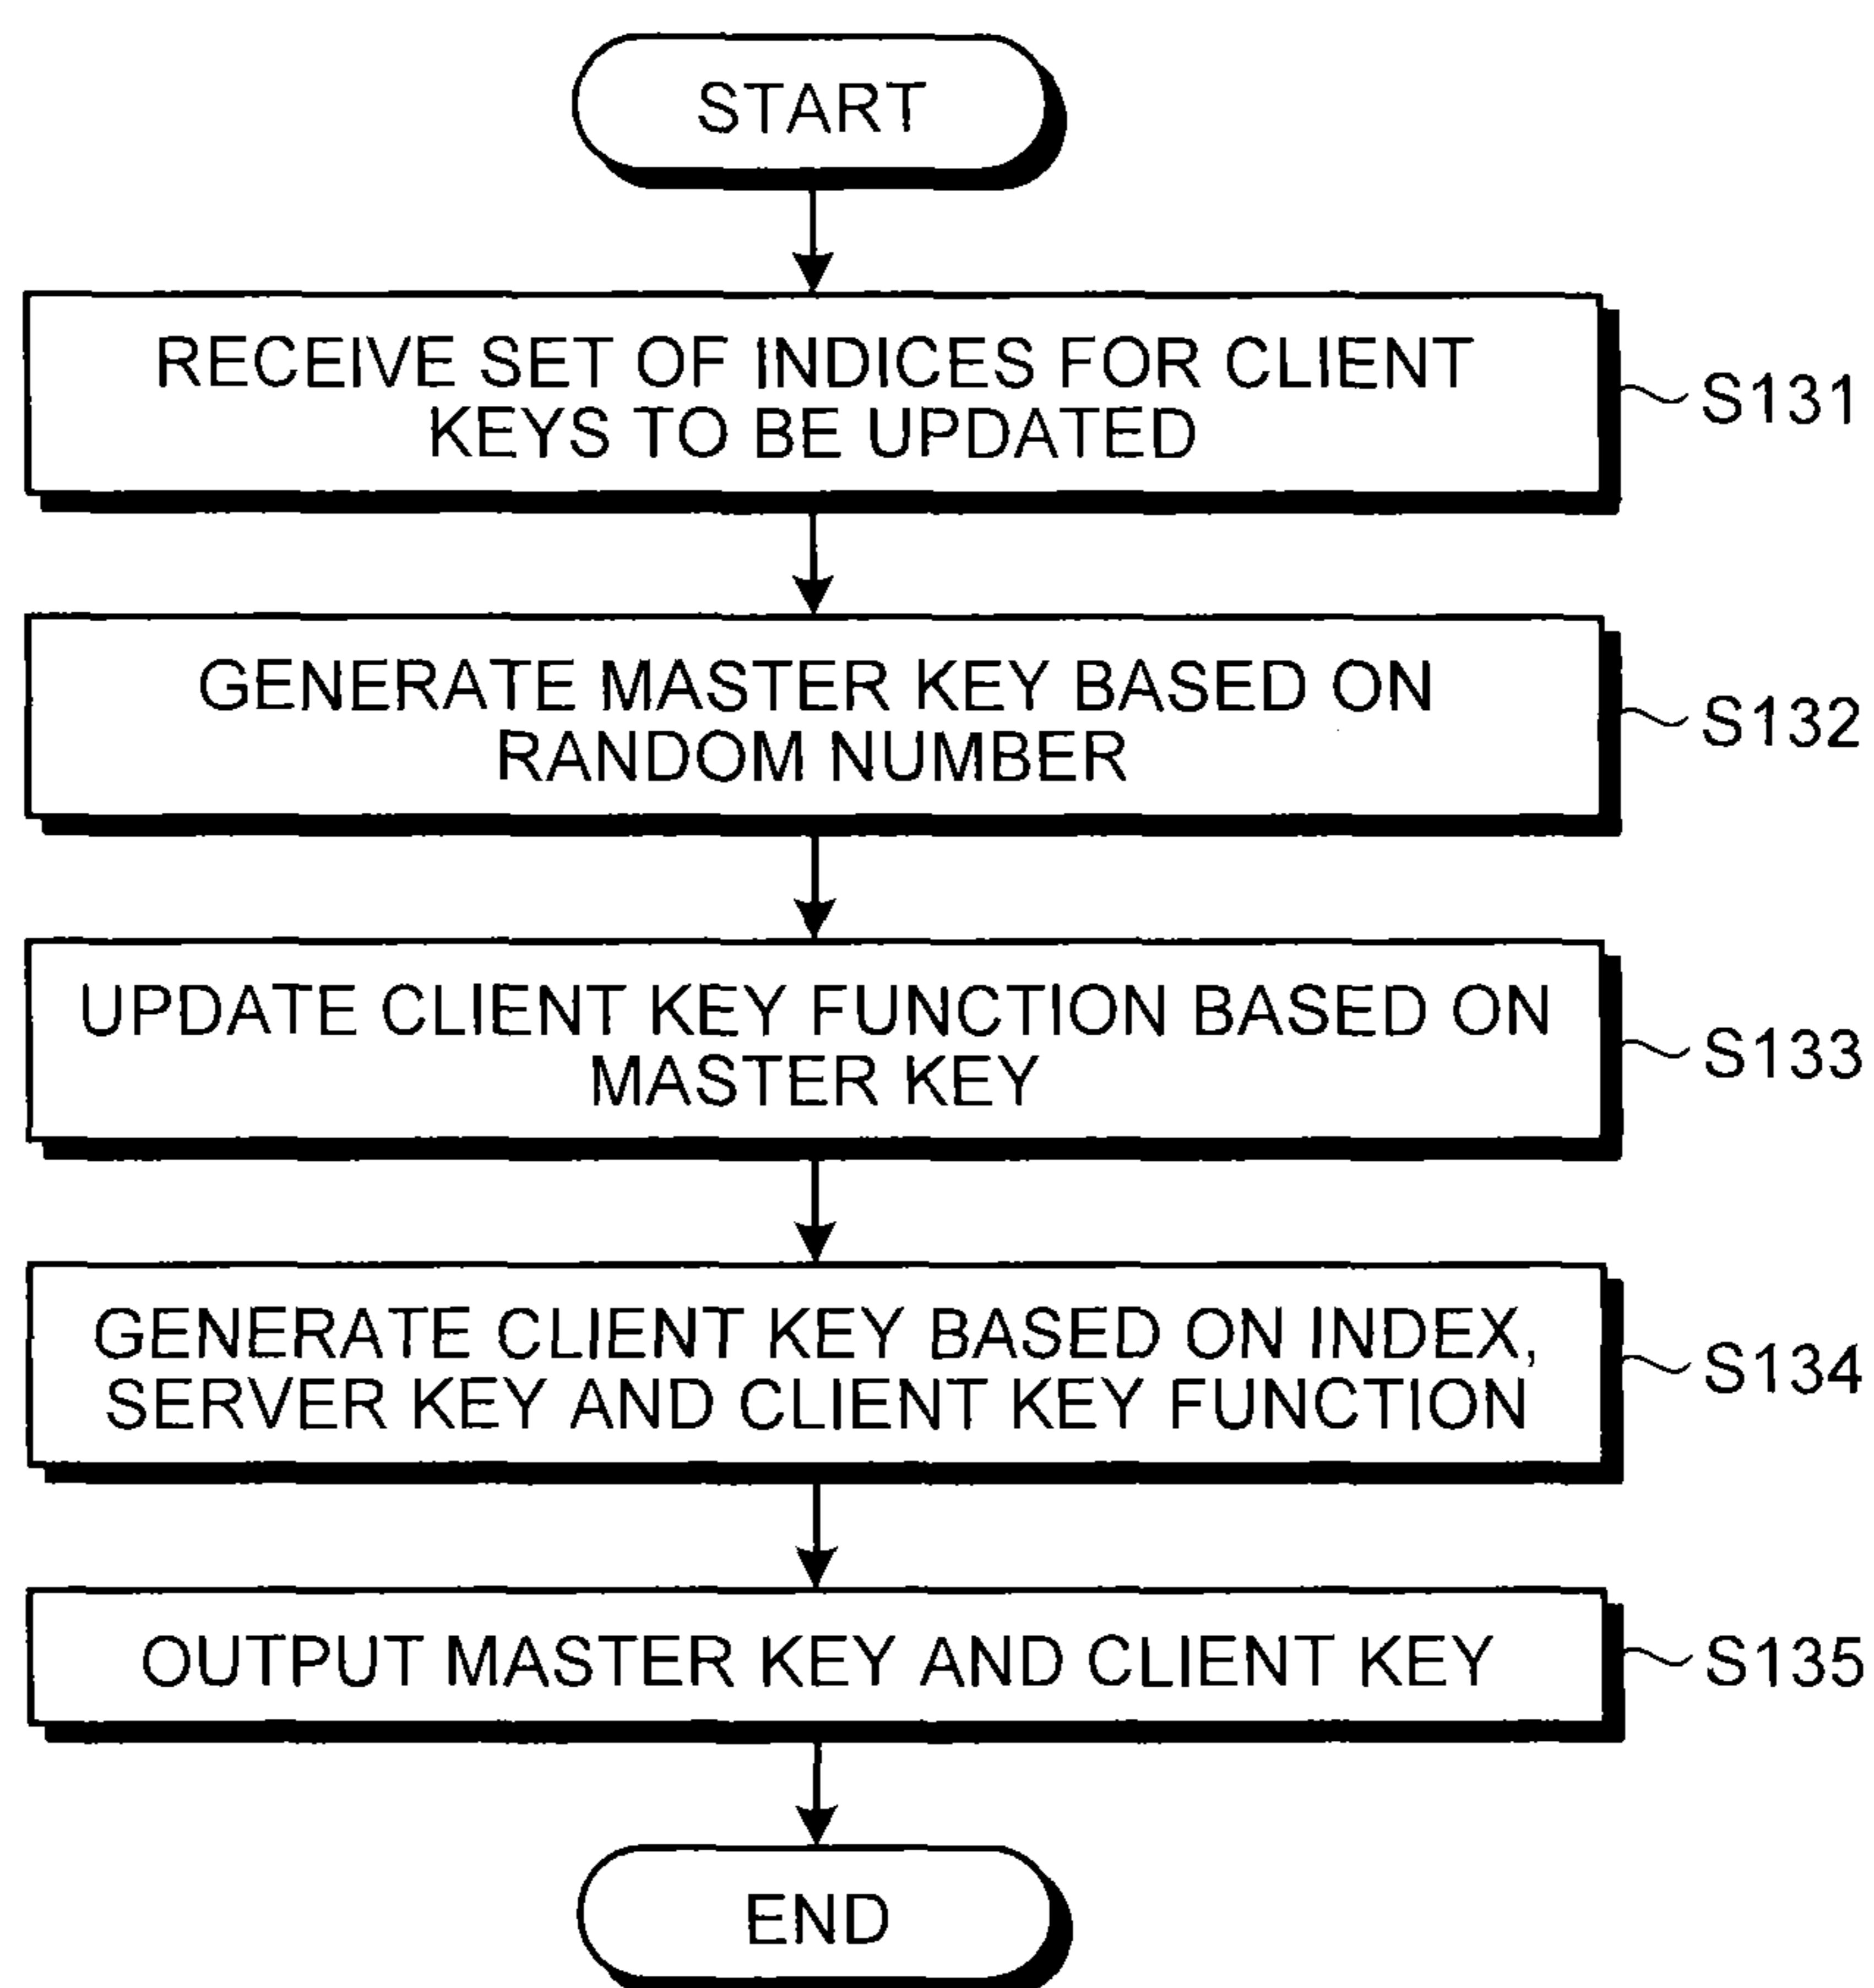 START
RECEIVE SET OF INDICES FOR CLIENT
KEYS TO BE UPDATED
S131
GENERATE MASTER KEY BASED ON
RANDOM NUMBER
S132
UPDATE CLIENT KEY FUNCTION BASED ON
MASTER KEY
S133
GENERATE CLIENT KEY BASED ON INDEX,
SERVER KEY AND CLIENT KEY FUNCTION
S134
OUTPUT MASTER KEY AND CLIENT KEY
S135
END